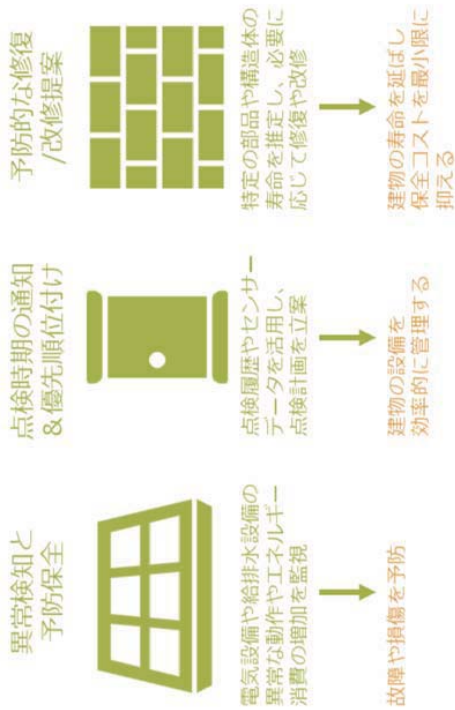 異常検知と
予防保全
電気設備や給排水設備の
異常な動作やエネルギー
消費の増加を監視
故障や損傷を予防
点検時期の通知
& 優先順位付け
点検履歴やセンサー
データを活用し、
点検計画を立案
建物の設備を
効率的に管理する
予防的な修復
/改修提案
特定の部品や構造体の
寿命を推定し、必要に
応じて修復や改修
建物の寿命を延ばし
保全コストを最小限に
抑える